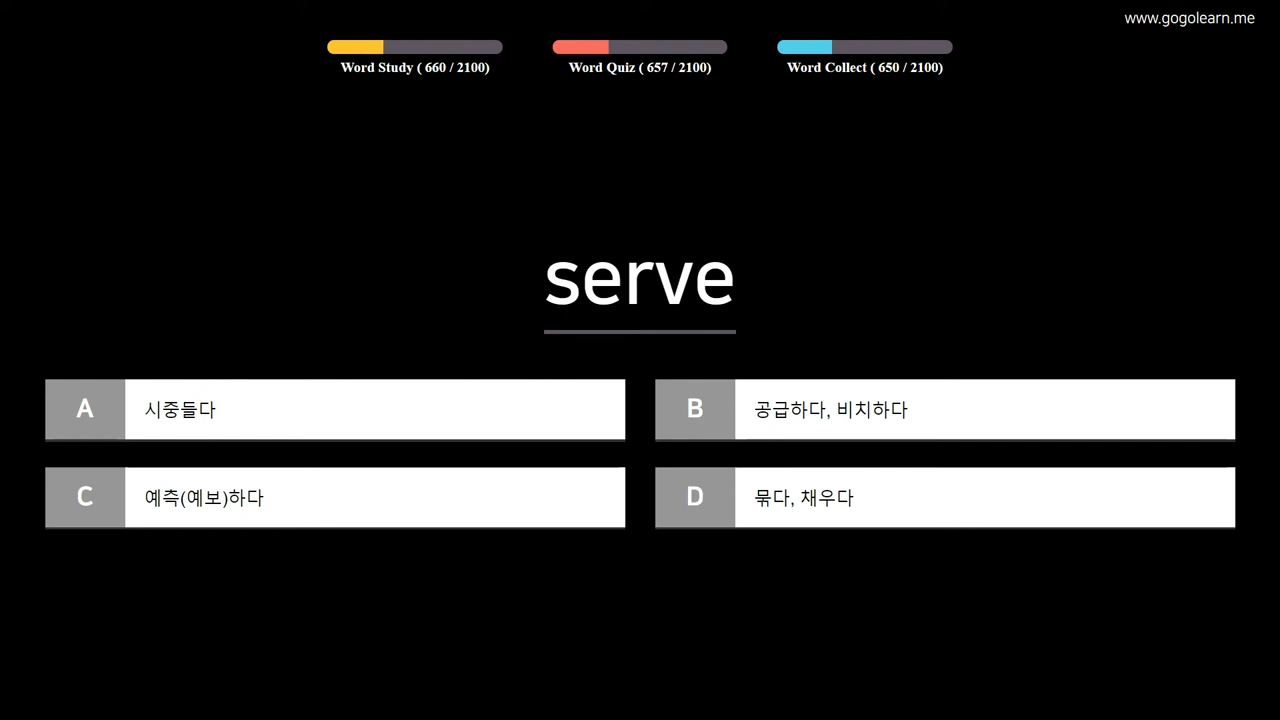 www.gogolearn.me
Word Study ( 660 / 2100)
Word Quiz ( 657 / 2100)
Word Collect ( 650 / 2100)
serve
A 시중들다
B 공급하다, 비치하다
C 예측(예보)하다
D 묶다, 채우다